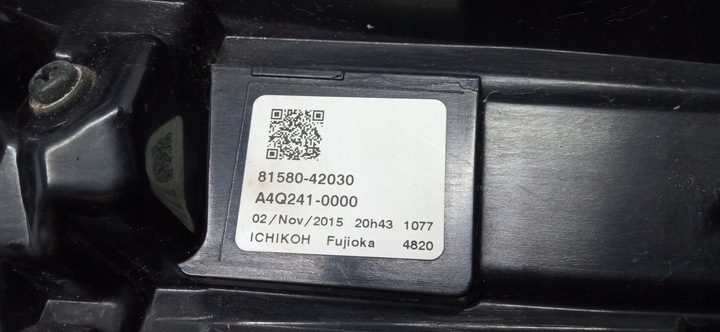 81580-42030
A4Q241-0000
02/Nov/2015 20h43 1077
ICHIKOH Fujioka 4820